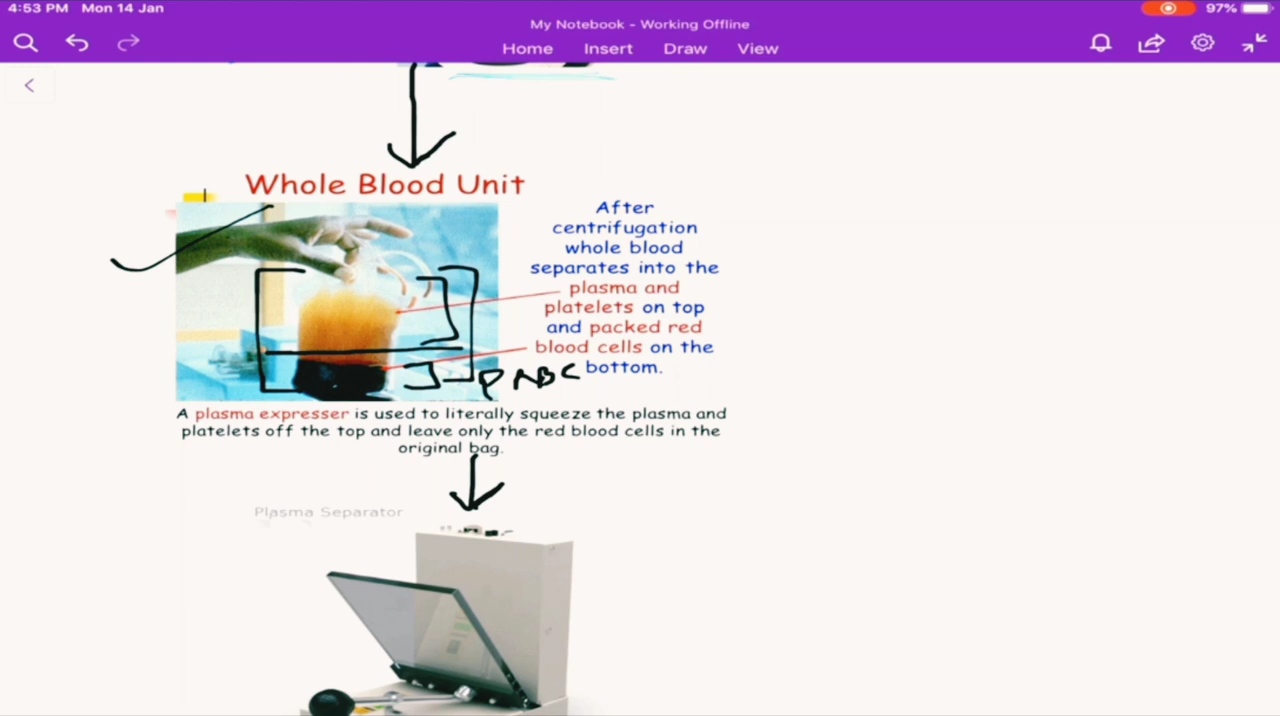 4:53 PM Mon 14 Jan
97%
My Notebook - Working Offline
Home Insert Draw View
Whole Blood Unit
After
centrifugation
whole blood
separates into the
plasma and
platelets on top
and packed red
blood cells on the
bottom.
PRBC
A plasma expresser is used to literally squeeze the plasma and
platelets off the top and leave only the red blood cells in the
original bag.
Plasma Separator